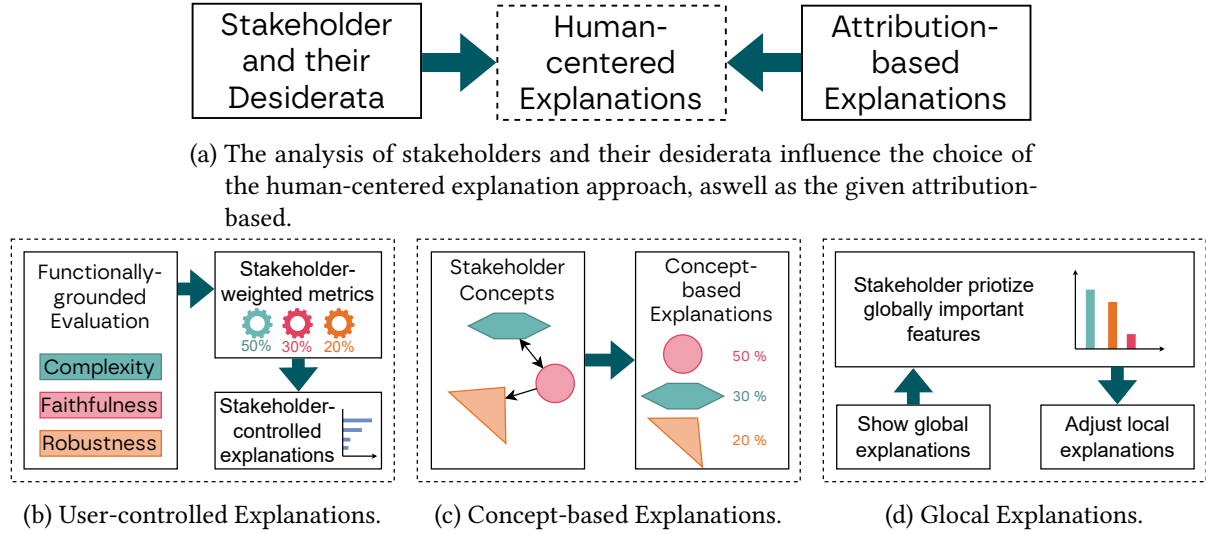 Stakeholder
and their
Desiderata
Human-
centered
Explanations
Attribution-
based
Explanations
(a) The analysis of stakeholders and their desiderata influence the choice of
the human-centered explanation approach, aswell as the given attribution-
based.
Functionally-
grounded
Evaluation
Complexity
Faithfulness
Robustness
Stakeholder-
weighted metrics
50%
30%
20%
Stakeholder-
controlled
explanations
(b) User-controlled Explanations.
Stakeholder
Concepts
Concept-
based
Explanations
50 %
30 %
20 %
(c) Concept-based Explanations.
Stakeholder priotize
globally important
features
Show global
explanations
Adjust local
explanations
(d) Glocal Explanations.